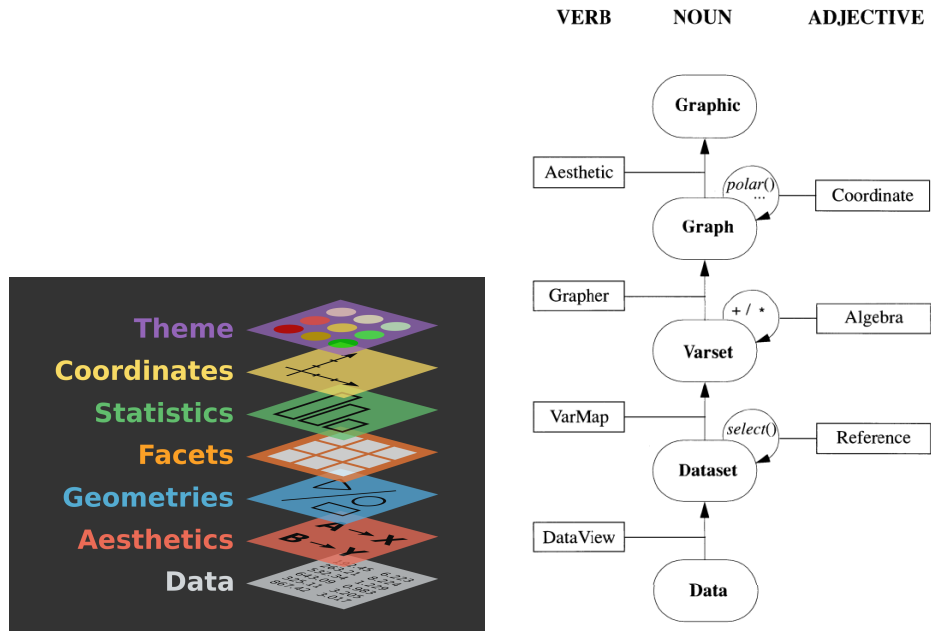 VERB NOUN ADJECTIVE
Graphic
Aesthetic
polar()
...
Coordinate
Graph
Grapher
+ / *
Algebra
Varset
VarMap
select()
Reference
Dataset
DataView
Data
Theme
Coordinates
Statistics
Facets
Geometries
Aesthetics
A → X
B → Y
Data